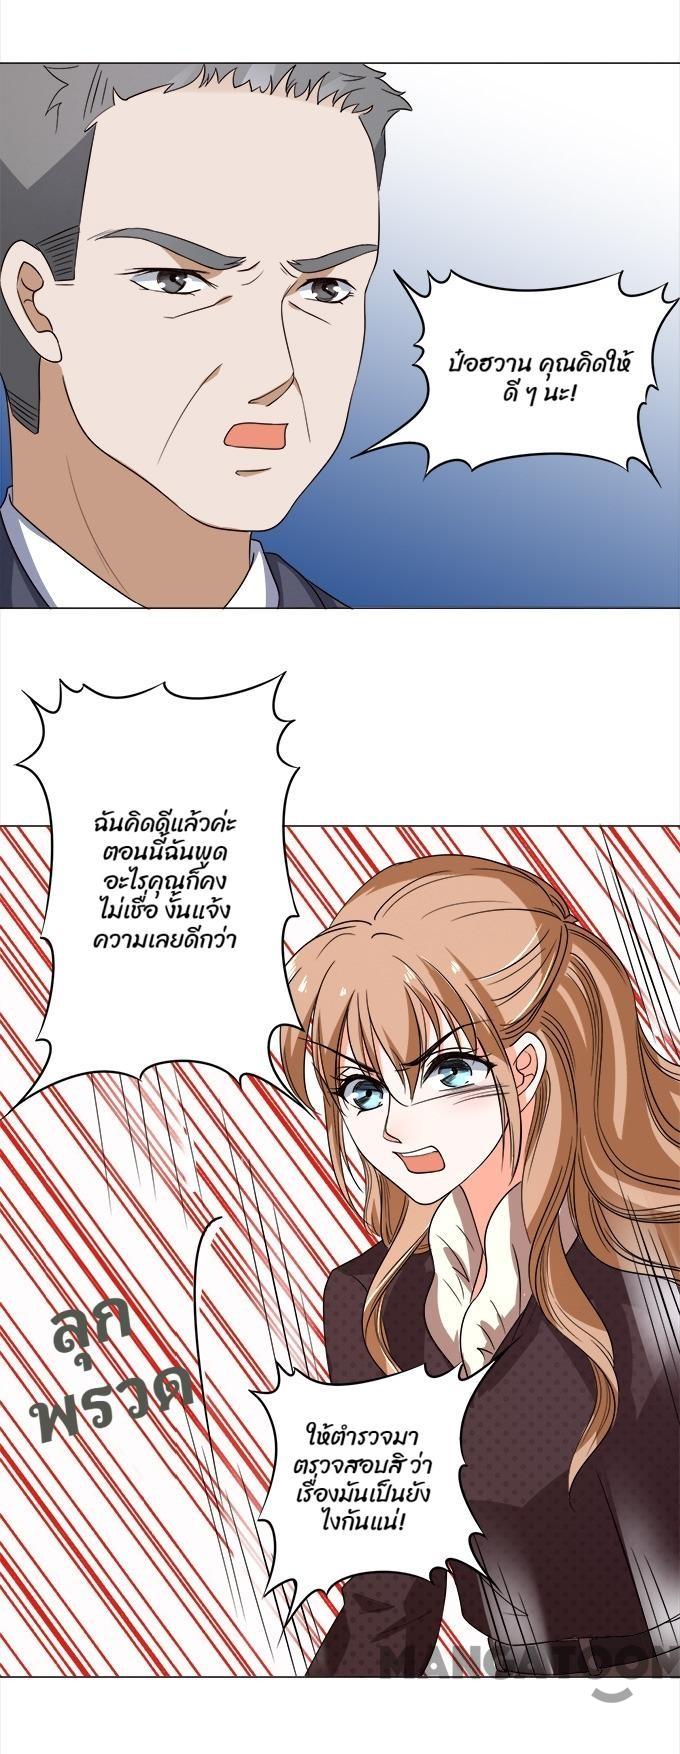 ป๋อฮวาน คุณคิดให้
ดี ๆ นะ!
ฉันคิดดีแล้วค่ะ
ตอนนี้ฉันพูด
อะไรคุณก็คง
ไม่เชื่อ งั้นแจ้ง
ความเลยดีกว่า
ลุก
พรวด
ให้ตำรวจมา
ตรวจสอบสิ ว่า
เรื่องมันเป็นยัง
ไงกันแน่!
MANGATOON